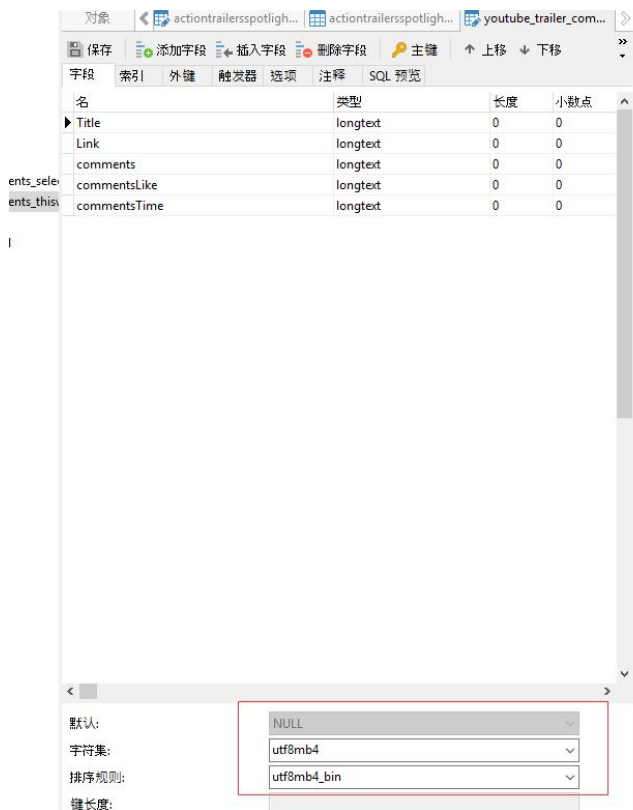 对象 actiontrailersspotligh... actiontrailersspotligh... youtube_trailer_com...
保存 添加字段 插入字段 删除字段 主键 上移 下移
字段 索引 外键 触发器 选项 注释 SQL 预览
名 类型 长度 小数点
Title longtext 0 0
Link longtext 0 0
comments longtext 0 0
ents_sele commentsLike longtext 0 0
ents_this commentsTime longtext 0 0
默认: NULL
字符集: utf8mb4
排序规则: utf8mb4_bin
键长度: